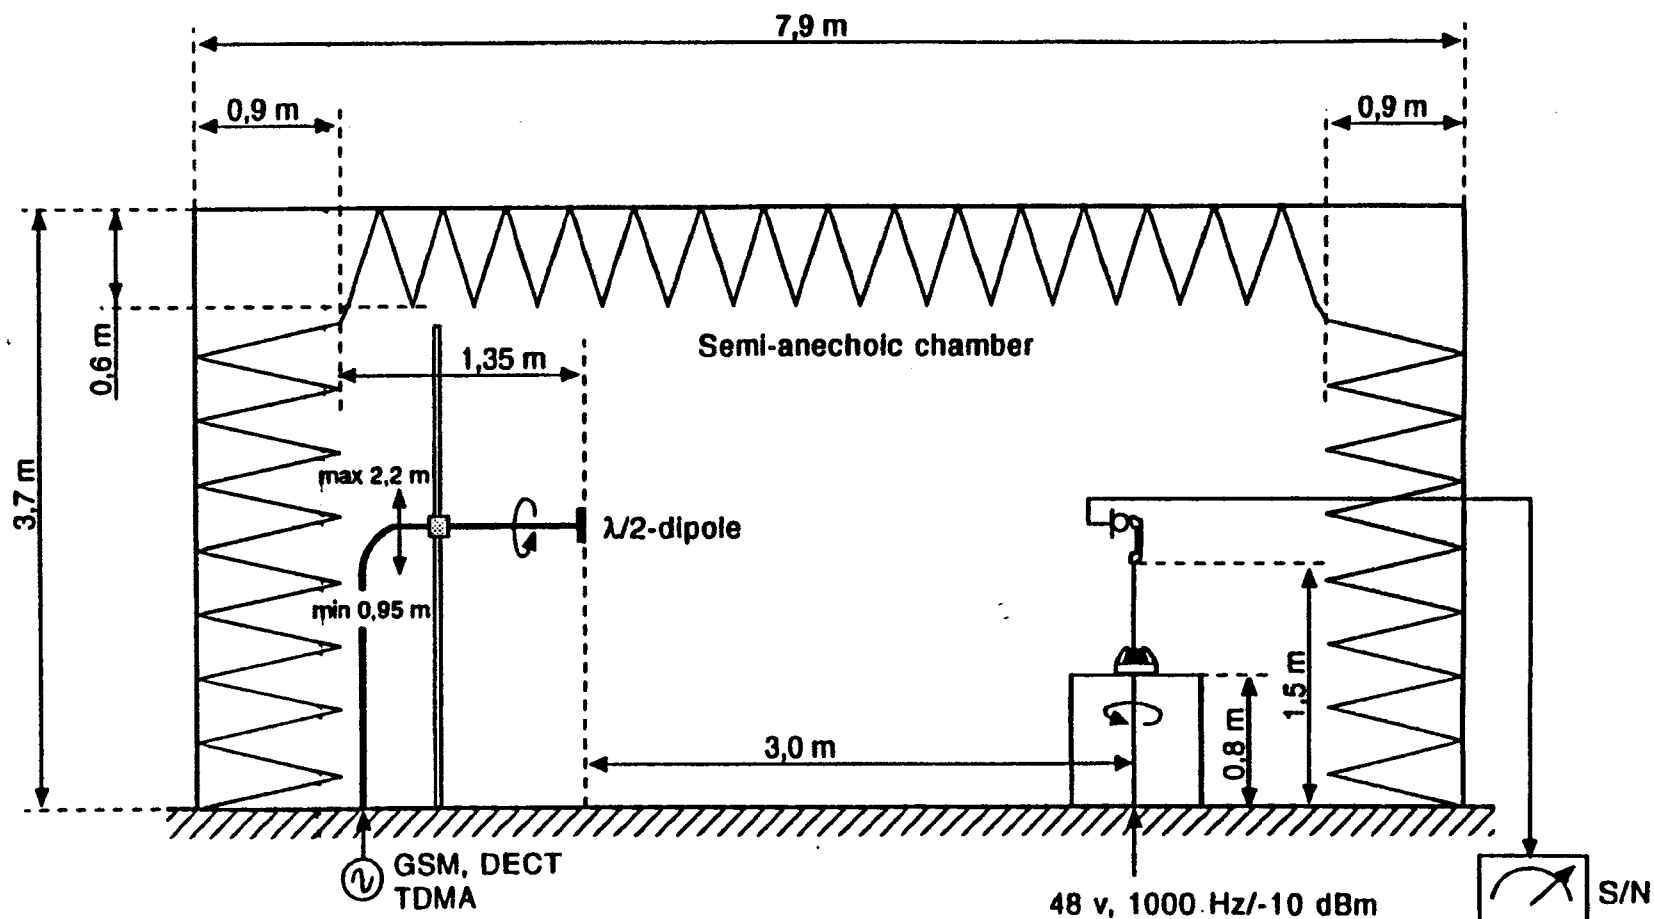 7,9 m
0,9 m
0,9 m
0,6 m
3,7 m
Semi-anechoic chamber
1,35 m
max 2,2 m
λ/2-dipole
min 0,95 m
1,5 m
0,8 m
3,0 m
GSM, DECT
TDMA
48 v, 1000 Hz/-10 dBm
S/N